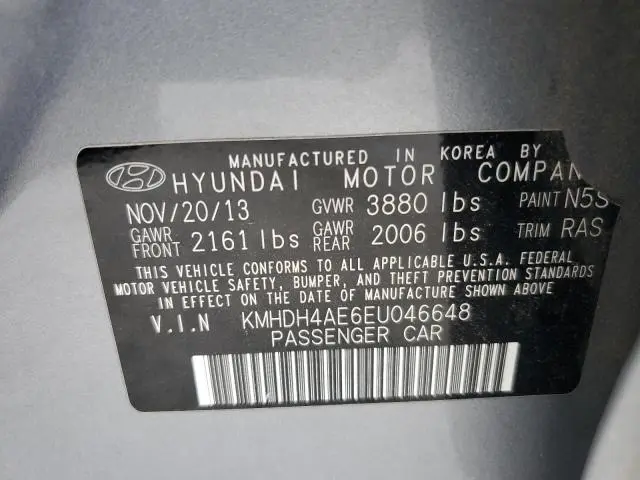 MANUFACTURED IN KOREA BY
HYUNDAI MOTOR COMPAN
NOV/20/13 GVWR 3880 lbs PAINT N5S
GAWR FRONT 2161 lbs GAWR REAR 2006 lbs TRIM RAS
THIS VEHICLE CONFORMS TO ALL APPLICABLE U.S.A. FEDERAL
MOTOR VEHICLE SAFETY, BUMPER, AND THEFT PREVENTION STANDARDS
IN EFFECT ON THE DATE OF MANUFACTURE SHOWN ABOVE
V.I.N KMHDH4AE6EU046648
PASSENGER CAR